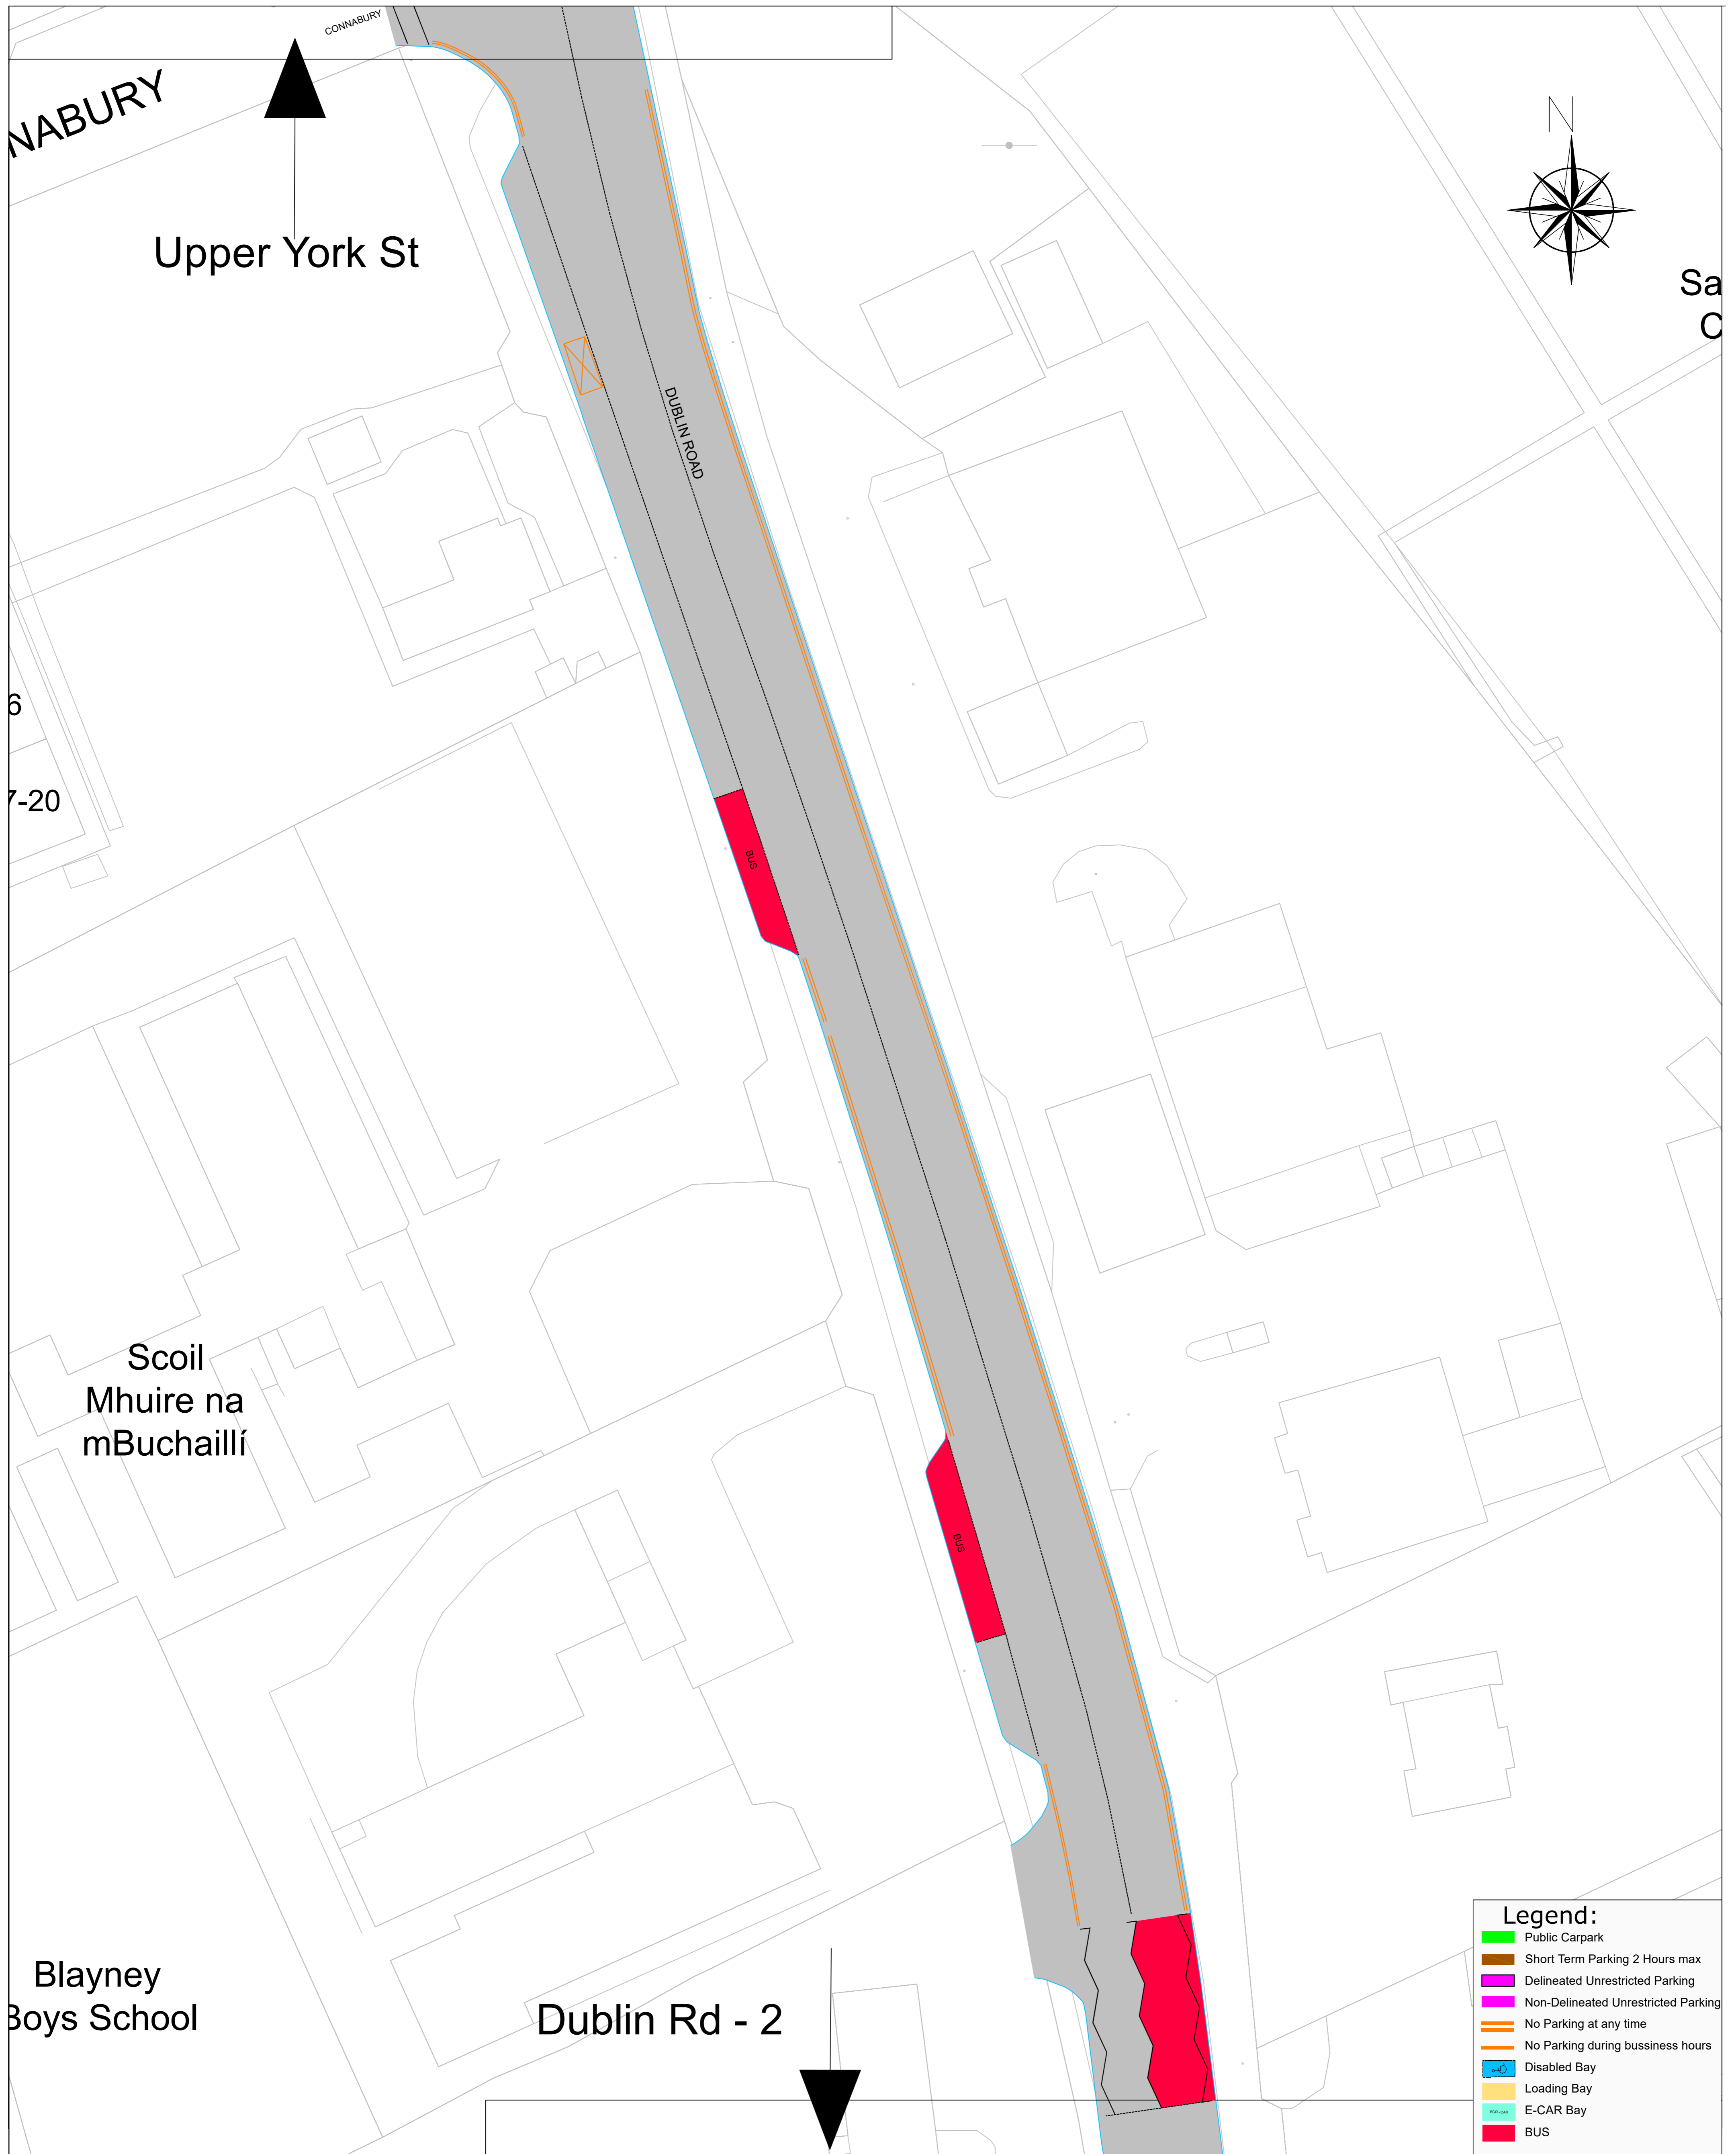 CONNABURY
NABURY
N
Upper York St
Sa
C
DUBLIN ROAD
6
7-20
BUS
Scoil
Mhuire na
mBuchaillí
BUS
Blayney
Boys School
Dublin Rd - 2
Legend:
Public Carpark
Short Term Parking 2 Hours max
Delineated Unrestricted Parking
Non-Delineated Unrestricted Parking
No Parking at any time
No Parking during bussiness hours
Disabled Bay
Loading Bay
ECO -CAR
E-CAR Bay
BUS